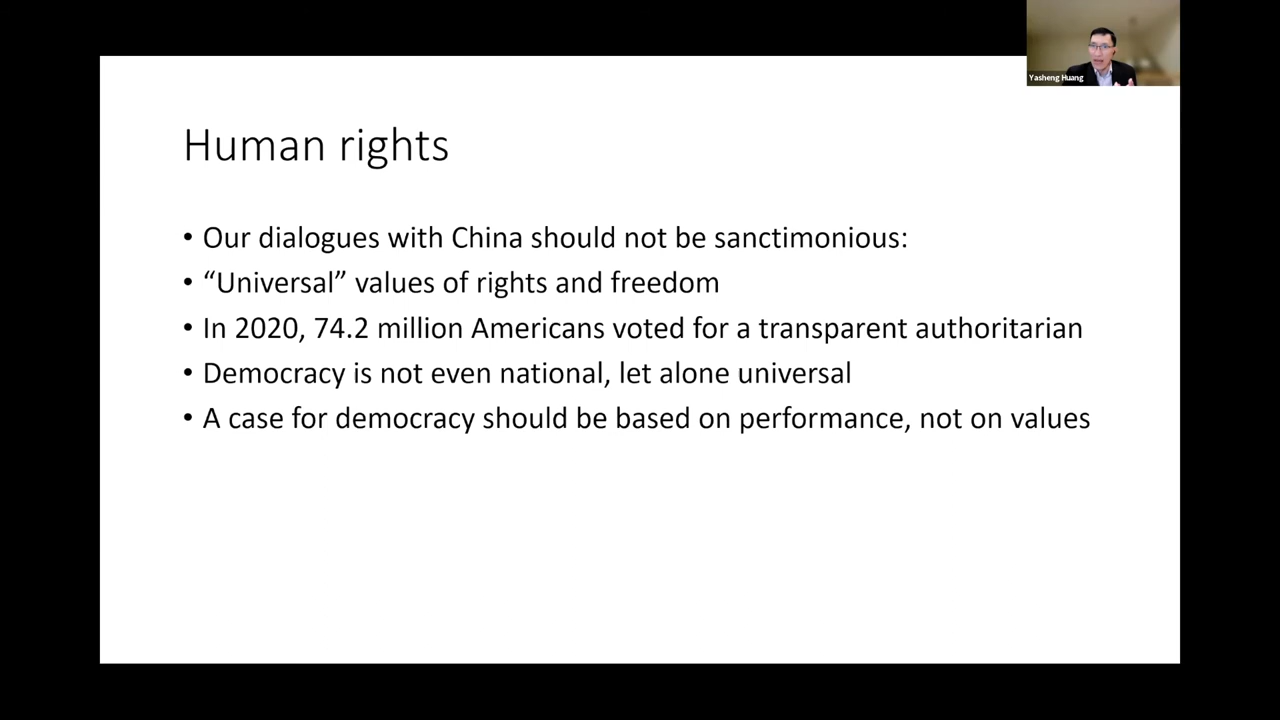 Yasheng Huang
Human rights
• Our dialogues with China should not be sanctimonious:
• “Universal” values of rights and freedom
• In 2020, 74.2 million Americans voted for a transparent authoritarian
• Democracy is not even national, let alone universal
• A case for democracy should be based on performance, not on values